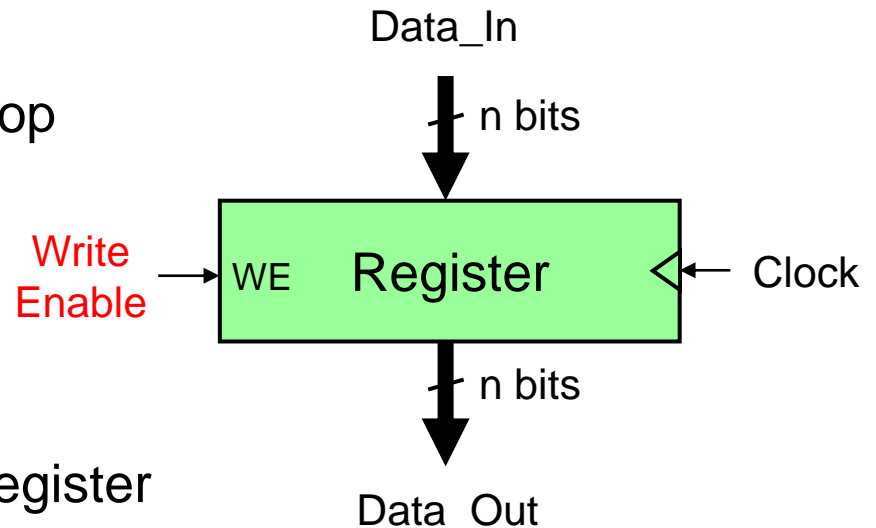 Data_In
op
n bits
Write
Enable
WE
Register
Clock
n bits
egister
Data_Out